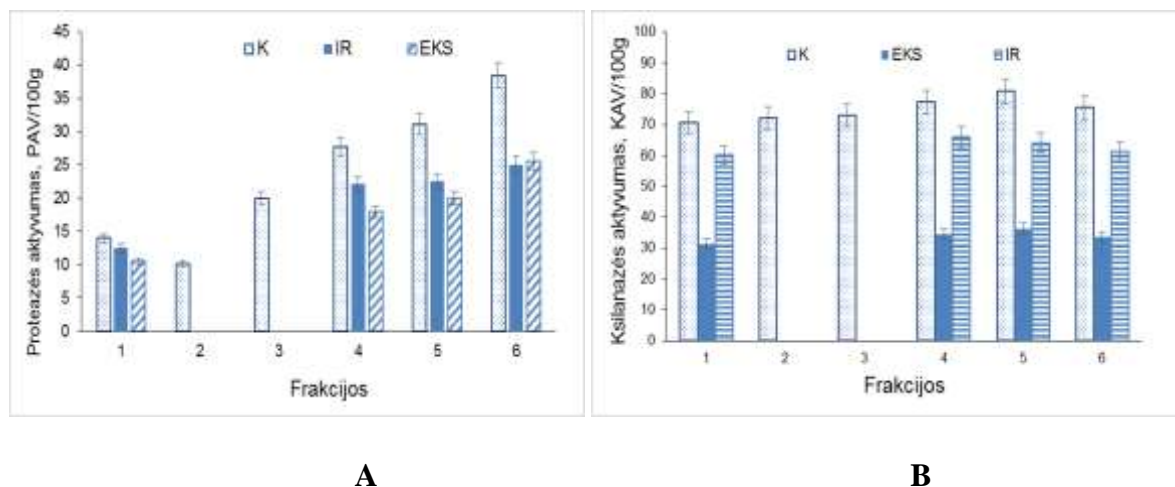 Proteazės aktyvumas, PAV/100g
45
40
35
30
25
20
15
10
5
0
K IR EKS
1 2 3 4 5 6
Frakcijos
Ksilanazės aktyvumas, KAV/100g
100
90
80
70
60
50
40
30
20
10
0
K EKS IR
1 2 3 4 5 6
Frakcijos
A
B